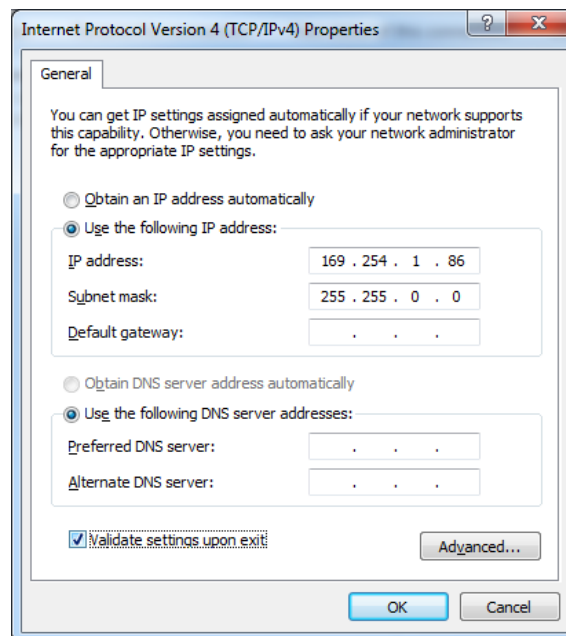 Internet Protocol Version 4 (TCP/IPv4) Properties
General
You can get IP settings assigned automatically if your network supports
this capability. Otherwise, you need to ask your network administrator
for the appropriate IP settings.
Obtain an IP address automatically
Use the following IP address:
IP address: 169 . 254 . 1 . 86
Subnet mask: 255 . 255 . 0 . 0
Default gateway: . . .
Obtain DNS server address automatically
Use the following DNS server addresses:
Preferred DNS server: . . .
Alternate DNS server: . . .
Validate settings upon exit
Advanced...
OK Cancel